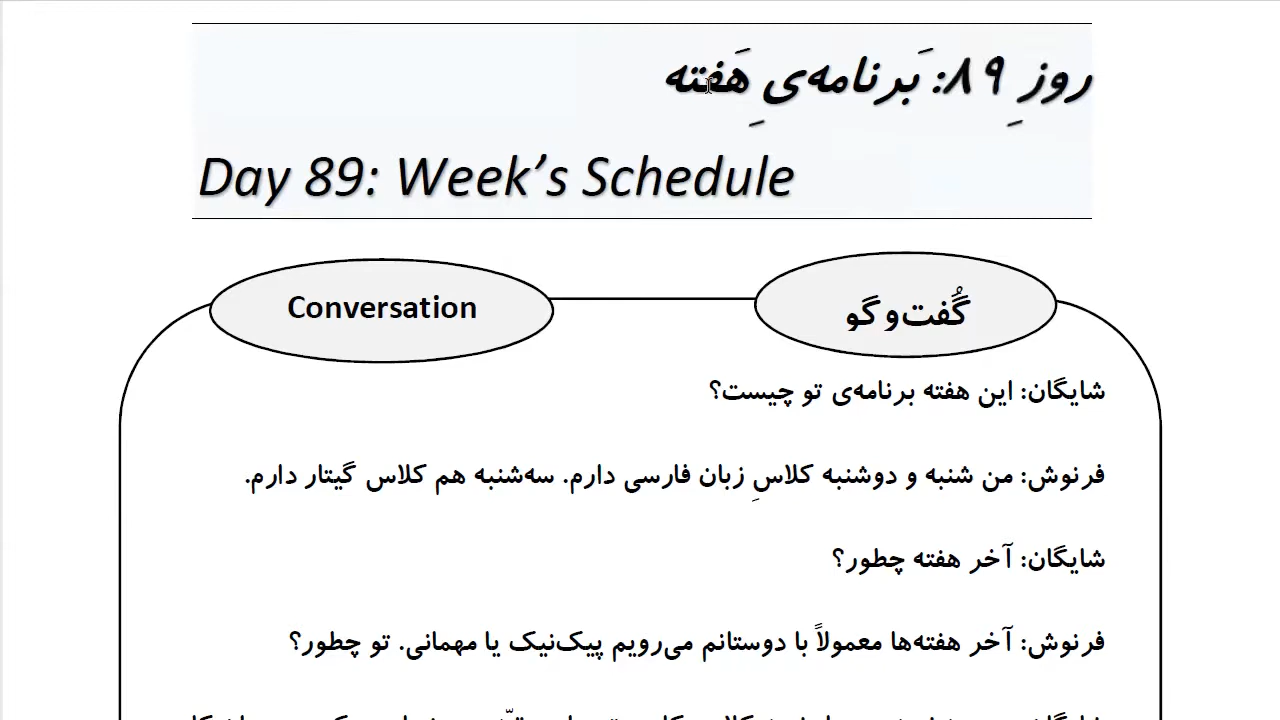 روزِ ۸۹: بَرنامه‌یِ هَفته
Day 89: Week’s Schedule
Conversation
گُفت‌و‌گو
شایگان: این هفته برنامه‌ی تو چیست؟
فرنوش: من شنبه و دوشنبه کلاسِ زبان فارسی دارم. سه‌شنبه هم کلاس گیتار دارم.
شایگان: آخر هفته چطور؟
فرنوش: آخر هفته‌ها معمولاً با دوستانم می‌رویم پیک‌نیک یا مهمانی. تو چطور؟